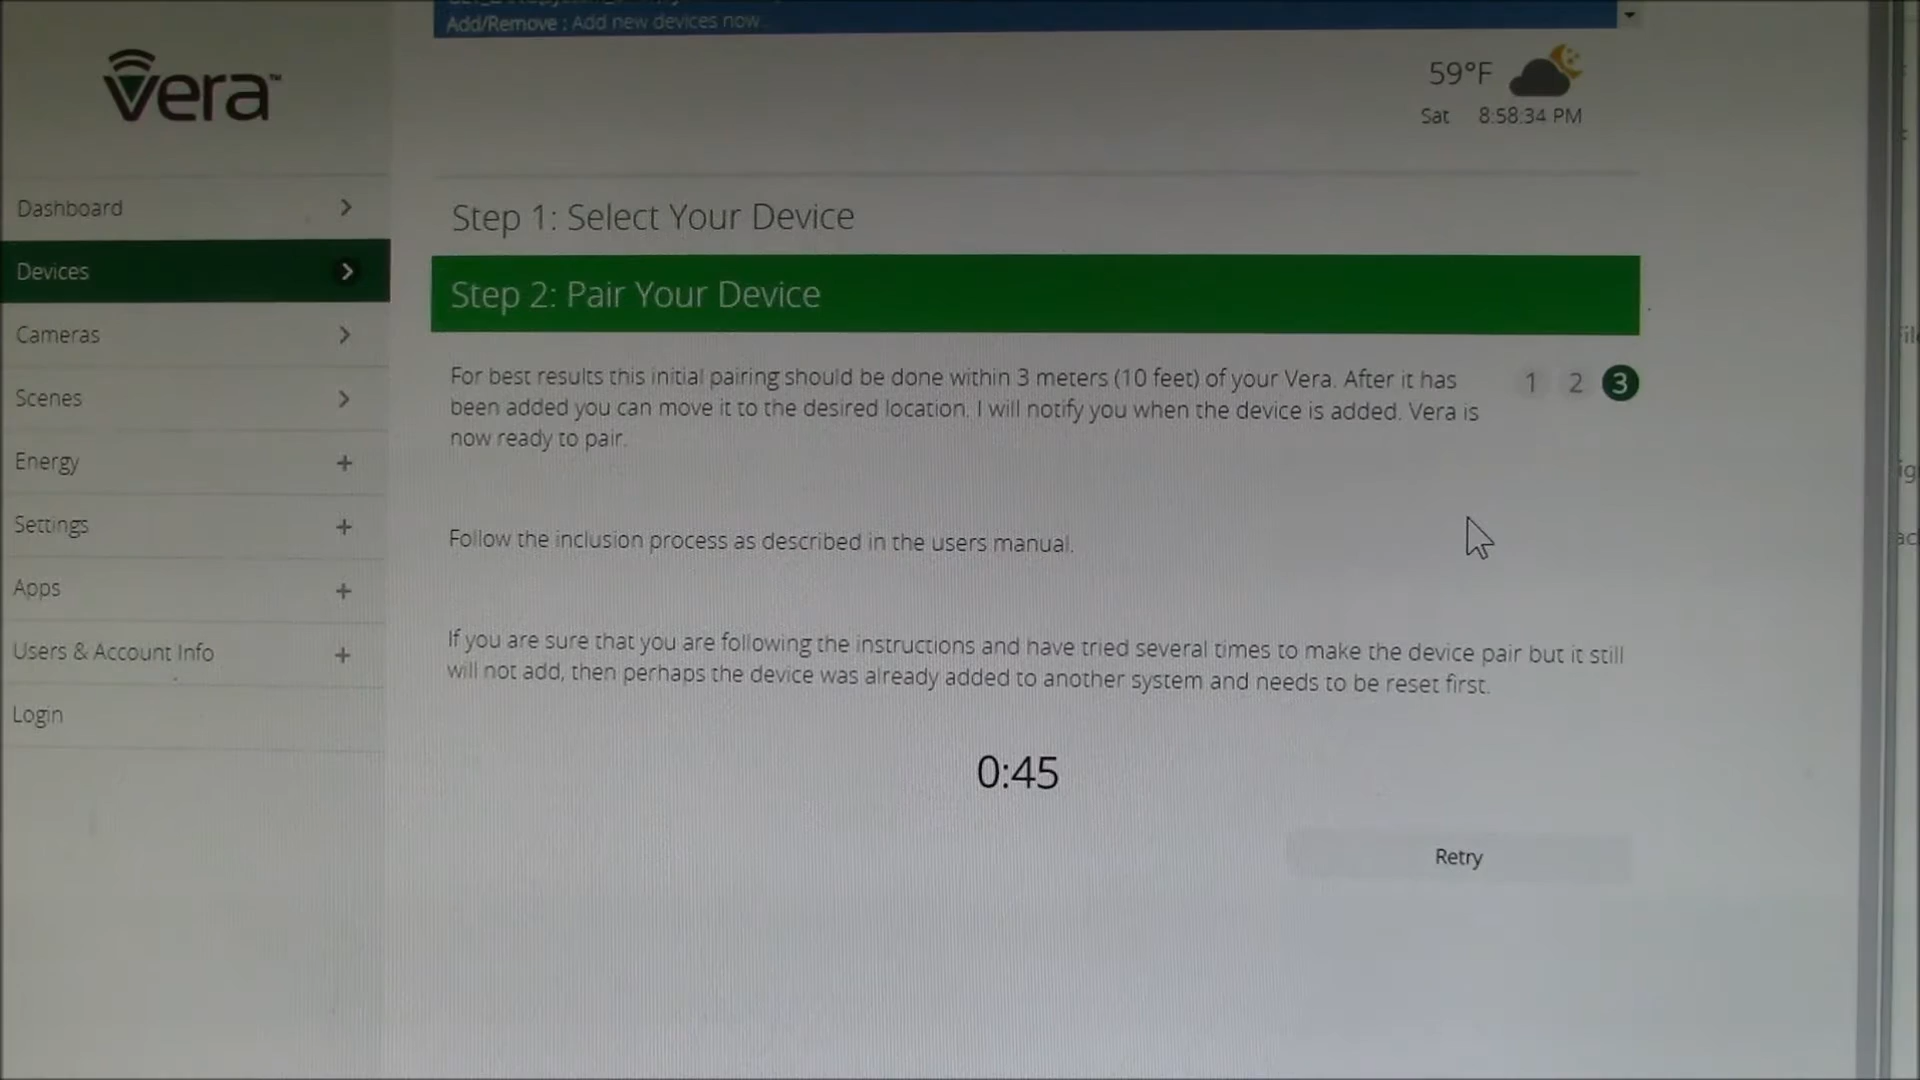 Add/Remove : Add new devices now
vera™
59°F
Sat 8:58:34 PM
Dashboard
Devices
Cameras
Scenes
Energy
Settings
Apps
Users & Account Info
Login
Step 1: Select Your Device
Step 2: Pair Your Device
For best results this initial pairing should be done within 3 meters (10 feet) of your Vera. After it has
been added you can move it to the desired location. I will notify you when the device is added. Vera is
now ready to pair.
1 2 3
Follow the inclusion process as described in the users manual.
If you are sure that you are following the instructions and have tried several times to make the device pair but it still
will not add, then perhaps the device was already added to another system and needs to be reset first.
0:45
Retry